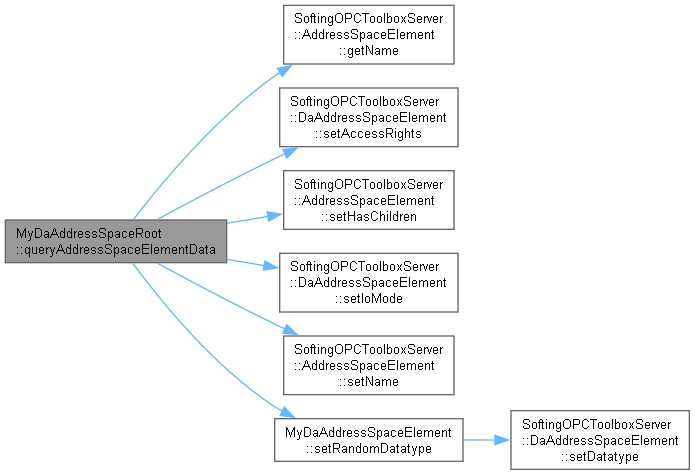 SoftingOPCToolboxServer
::AddressSpaceElement
::getName
SoftingOPCToolboxServer
::DaAddressSpaceElement
::setAccessRights
SoftingOPCToolboxServer
::AddressSpaceElement
::setHasChildren
MyDaAddressSpaceRoot
::queryAddressSpaceElementData
SoftingOPCToolboxServer
::DaAddressSpaceElement
::setIoMode
SoftingOPCToolboxServer
::AddressSpaceElement
::setName
MyDaAddressSpaceElement
::setRandomDatatype
SoftingOPCToolboxServer
::DaAddressSpaceElement
::setDatatype